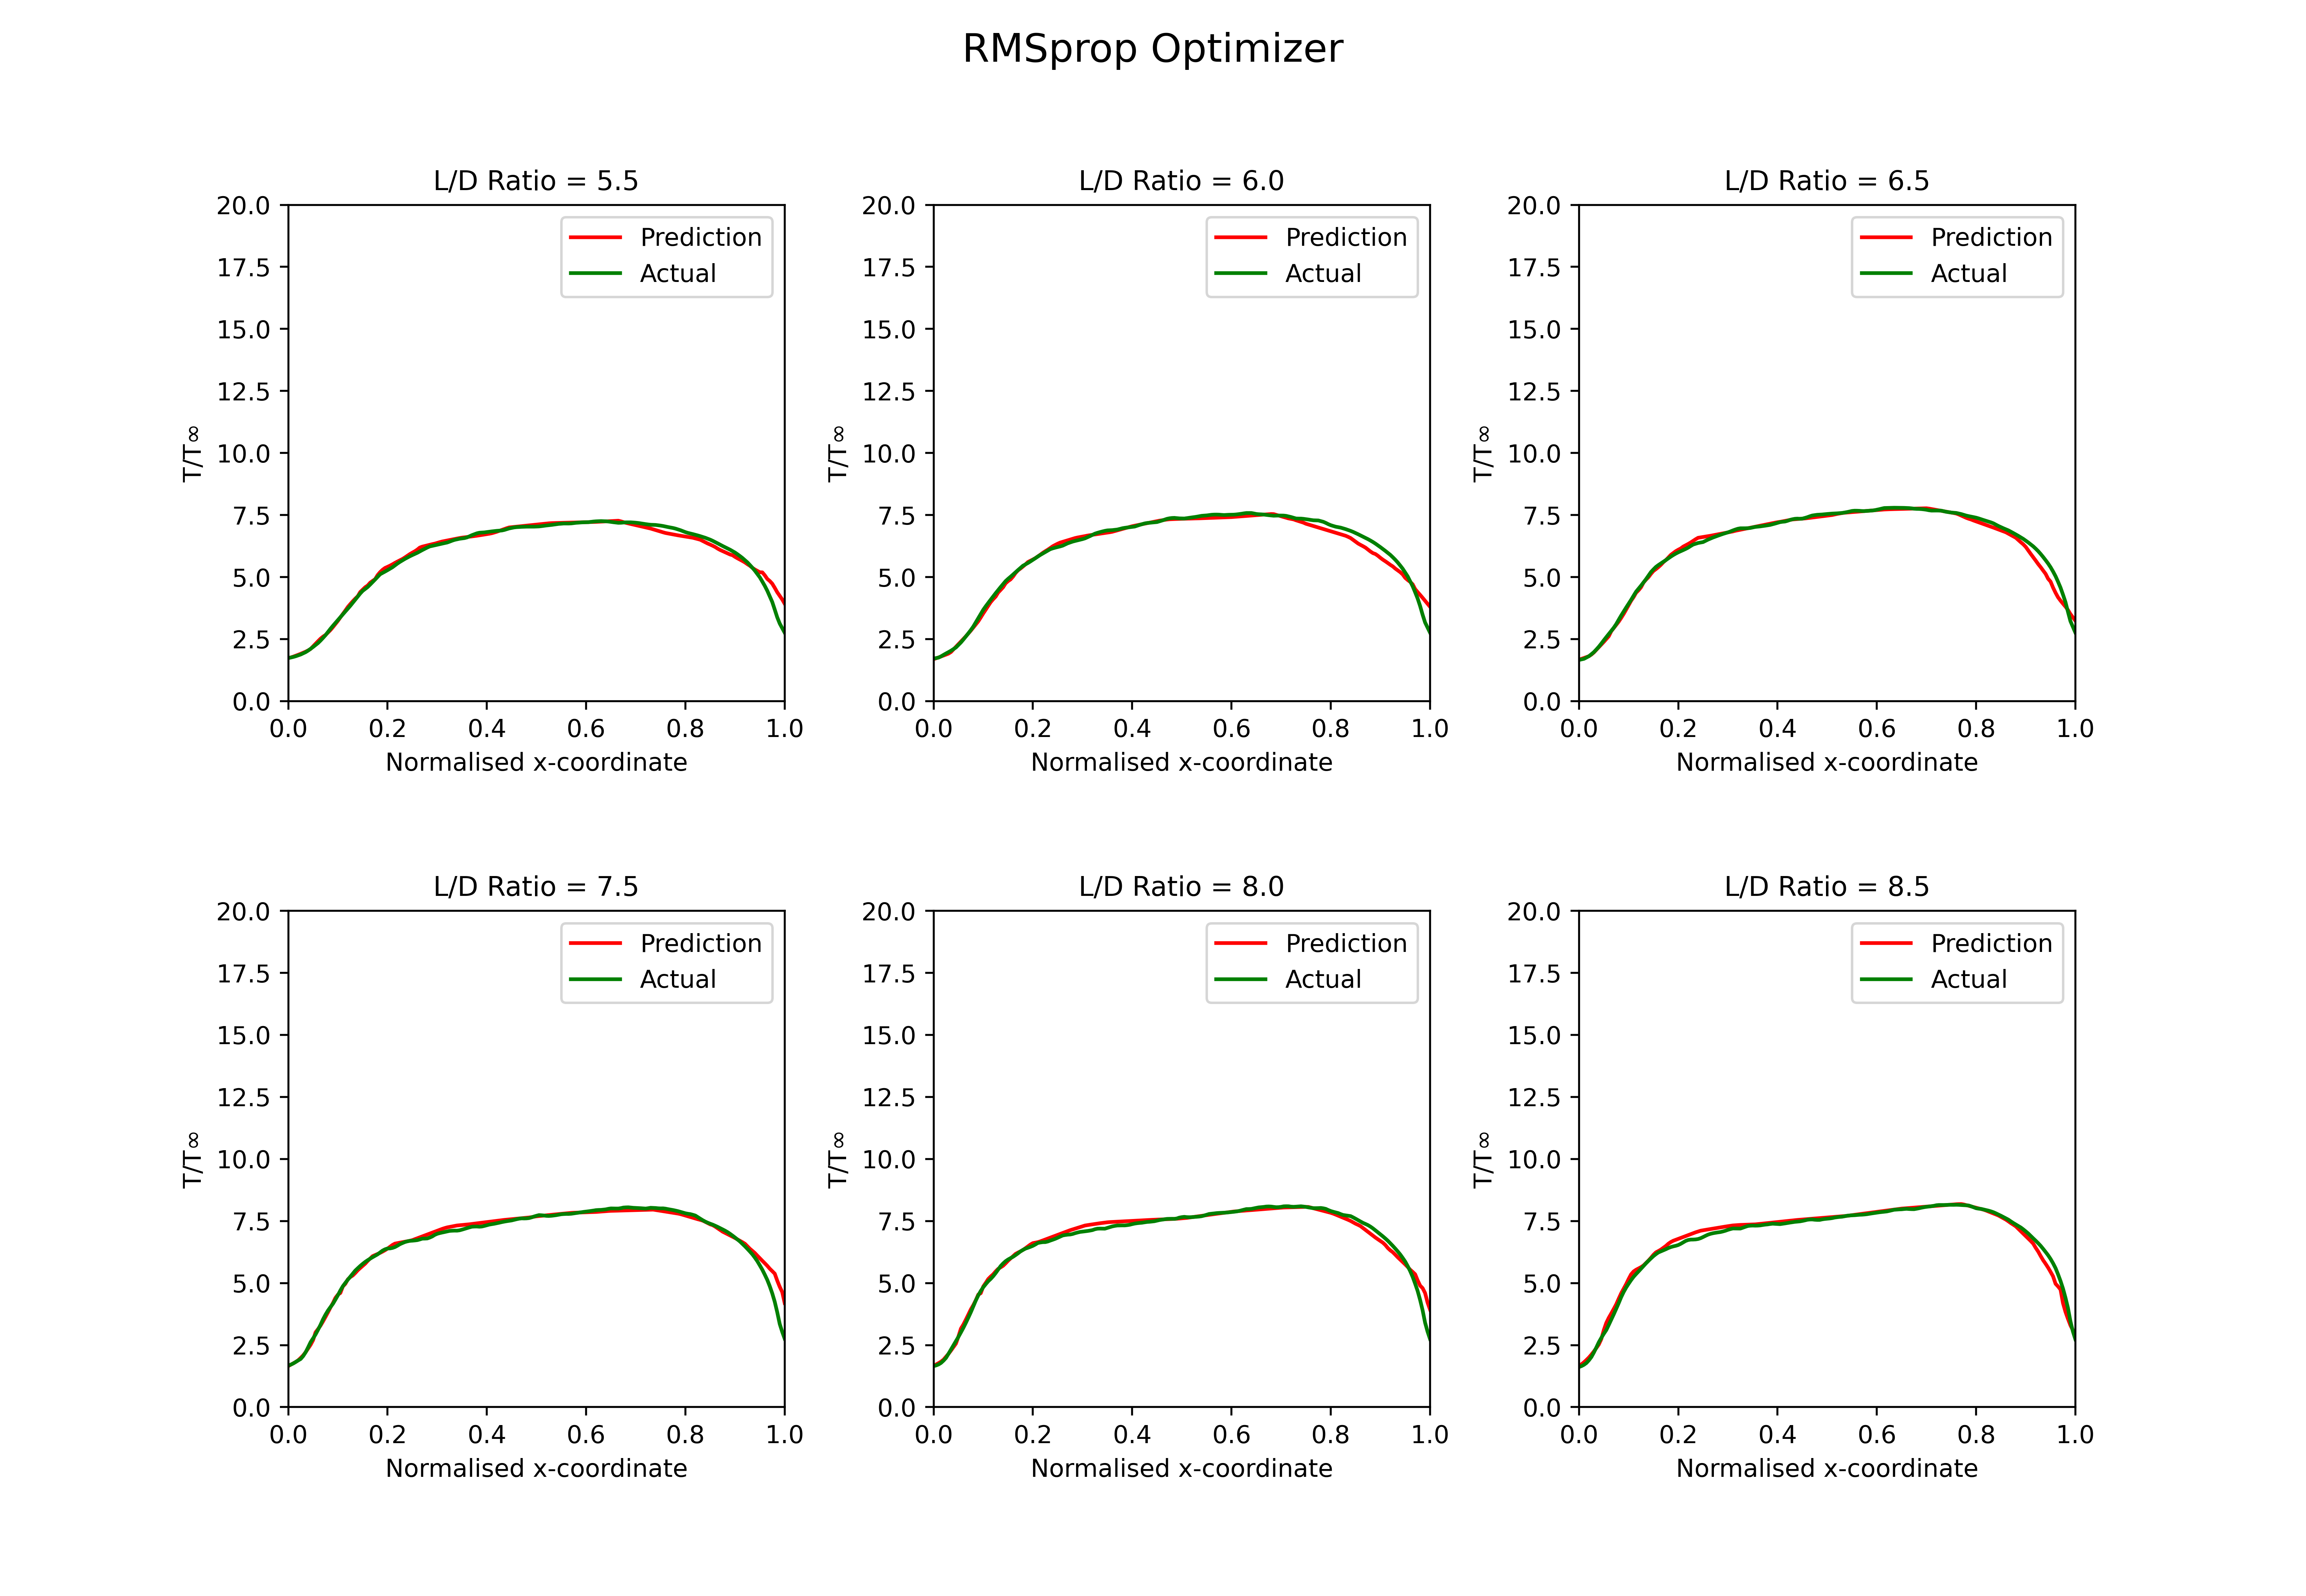 RMSprop Optimizer
L/D Ratio = 5.5
20.0
17.5
15.0
12.5
10.0
7.5
5.0
2.5
0.0
T/T∞
Prediction
Actual
0.0 0.2 0.4 0.6 0.8 1.0
Normalised x-coordinate
L/D Ratio = 6.0
20.0
17.5
15.0
12.5
10.0
7.5
5.0
2.5
0.0
T/T∞
Prediction
Actual
0.0 0.2 0.4 0.6 0.8 1.0
Normalised x-coordinate
L/D Ratio = 6.5
20.0
17.5
15.0
12.5
10.0
7.5
5.0
2.5
0.0
T/T∞
Prediction
Actual
0.0 0.2 0.4 0.6 0.8 1.0
Normalised x-coordinate
L/D Ratio = 7.5
20.0
17.5
15.0
12.5
10.0
7.5
5.0
2.5
0.0
T/T∞
Prediction
Actual
0.0 0.2 0.4 0.6 0.8 1.0
Normalised x-coordinate
L/D Ratio = 8.0
20.0
17.5
15.0
12.5
10.0
7.5
5.0
2.5
0.0
T/T∞
Prediction
Actual
0.0 0.2 0.4 0.6 0.8 1.0
Normalised x-coordinate
L/D Ratio = 8.5
20.0
17.5
15.0
12.5
10.0
7.5
5.0
2.5
0.0
T/T∞
Prediction
Actual
0.0 0.2 0.4 0.6 0.8 1.0
Normalised x-coordinate